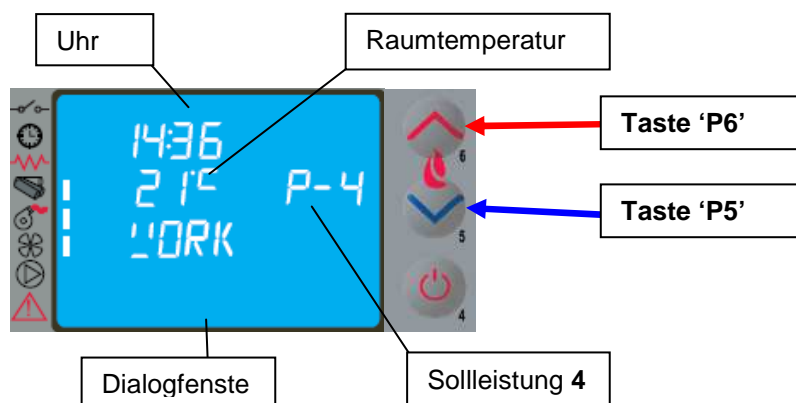 Uhr
Raumtemperatur
14:36
21°C P-4
WORK
6
5
4
Taste ‘P6’
Taste ‘P5’
Dialogfenste
Sollleistung 4